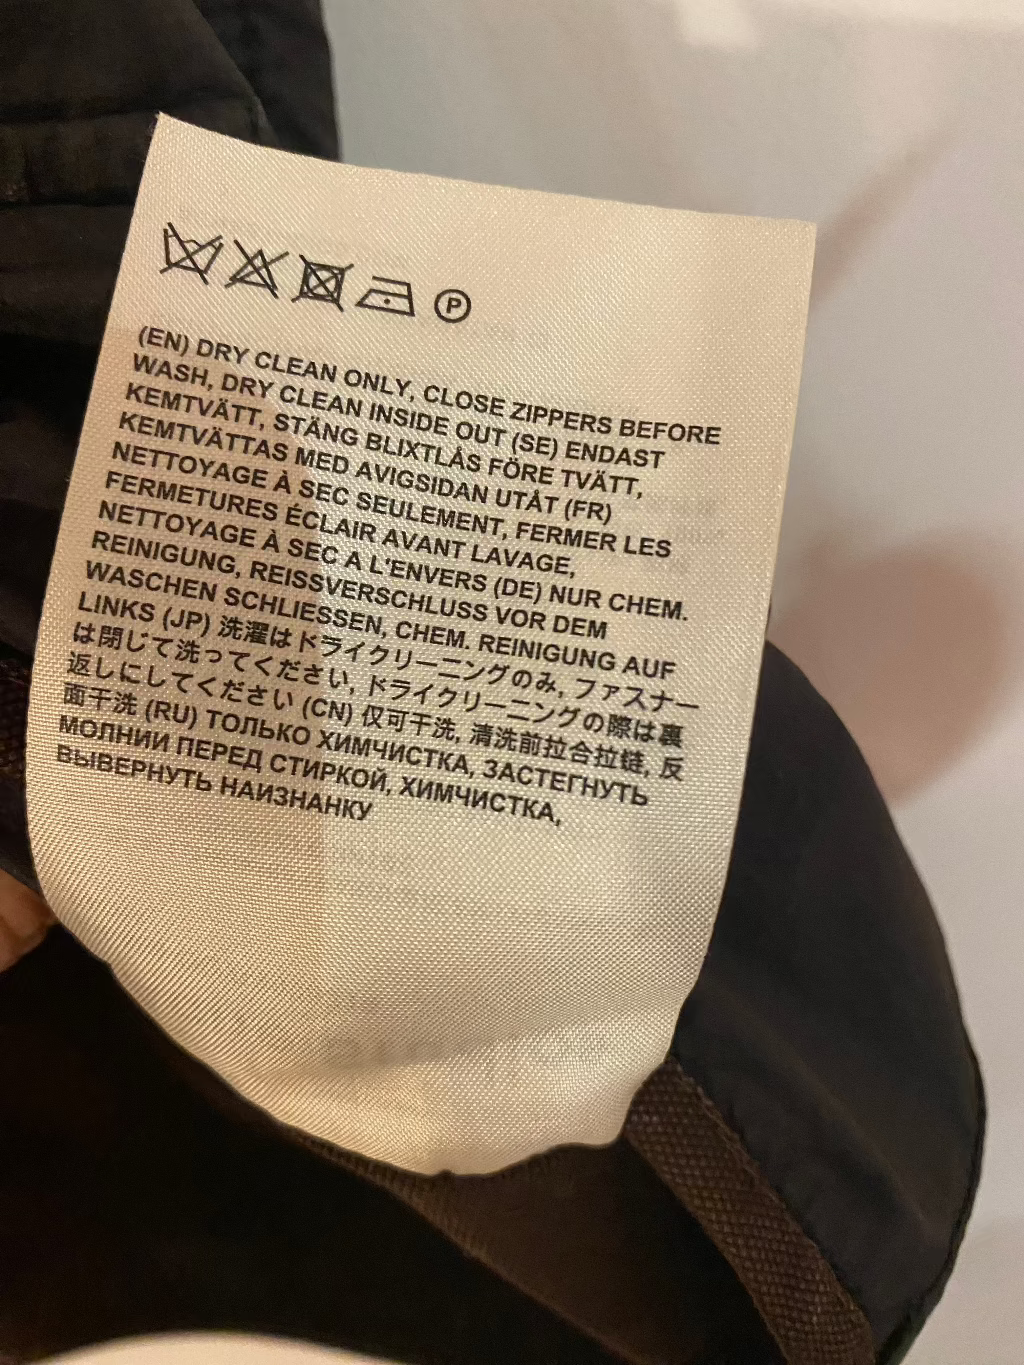 P
(EN) DRY CLEAN ONLY, CLOSE ZIPPERS BEFORE
WASH, DRY CLEAN INSIDE OUT (SE) ENDAST
KEMTVÄTT, STÄNG BLIXTLÅS FÖRE TVÄTT,
KEMTVÄTTAS MED AVIGSIDAN UTÅT (FR)
NETTOYAGE À SEC SEULEMENT, FERMER LES
FERMETURES ÉCLAIR AVANT LAVAGE,
NETTOYAGE À SEC A L'ENVERS (DE) NUR CHEM.
REINIGUNG, REISSVERSCHLUSS VOR DEM
WASCHEN SCHLIESSEN, CHEM. REINIGUNG AUF
LINKS (JP) 洗濯はドライクリーニングのみ, ファスナー
は閉じて洗ってください, ドライクリーニングの際は裏
返しにしてください (CN) 仅可干洗, 清洗前拉合拉链, 反
面干洗 (RU) ТОЛЬКО ХИМЧИСТКА, ЗАСТЕГНУТЬ
МОЛНИИ ПЕРЕД СТИРКОЙ, ХИМЧИСТКА,
ВЫВЕРНУТЬ НАИЗНАНКУ